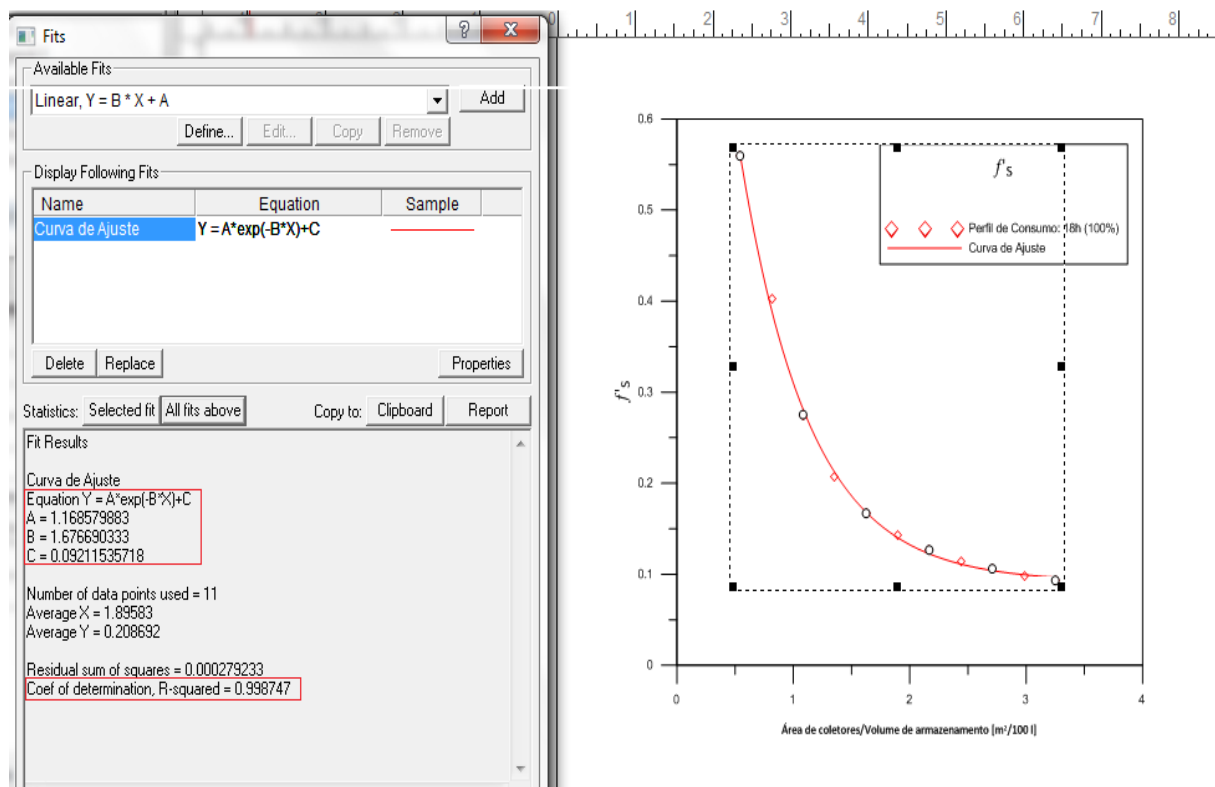 Fits
?
X
Available Fits
Linear, Y = B * X + A
Add
Define...
Edit...
Copy
Remove
Display Following Fits
Name Equation Sample
Curva de Ajuste Y = A*exp(-B*X)+C
Delete
Replace
Properties
Statistics:
Selected fit
All fits above
Copy to:
Clipboard
Report
Fit Results
Curva de Ajuste
Equation Y = A*exp(-B*X)+C
A = 1.168579883
B = 1.676690333
C = 0.09211535718
Number of data points used = 11
Average X = 1.89583
Average Y = 0.208692
Residual sum of squares = 0.000279233
Coef of determination, R-squared = 0.998747
0 1 2 3 4 5 6 7 8
f's
Perfil de Consumo: 18h (100%)
Curva de Ajuste
0.6
0.5
0.4
0.3
0.2
0.1
0
f's
0 1 2 3 4
Área de coletores/Volume de armazenamento [m²/100 l]